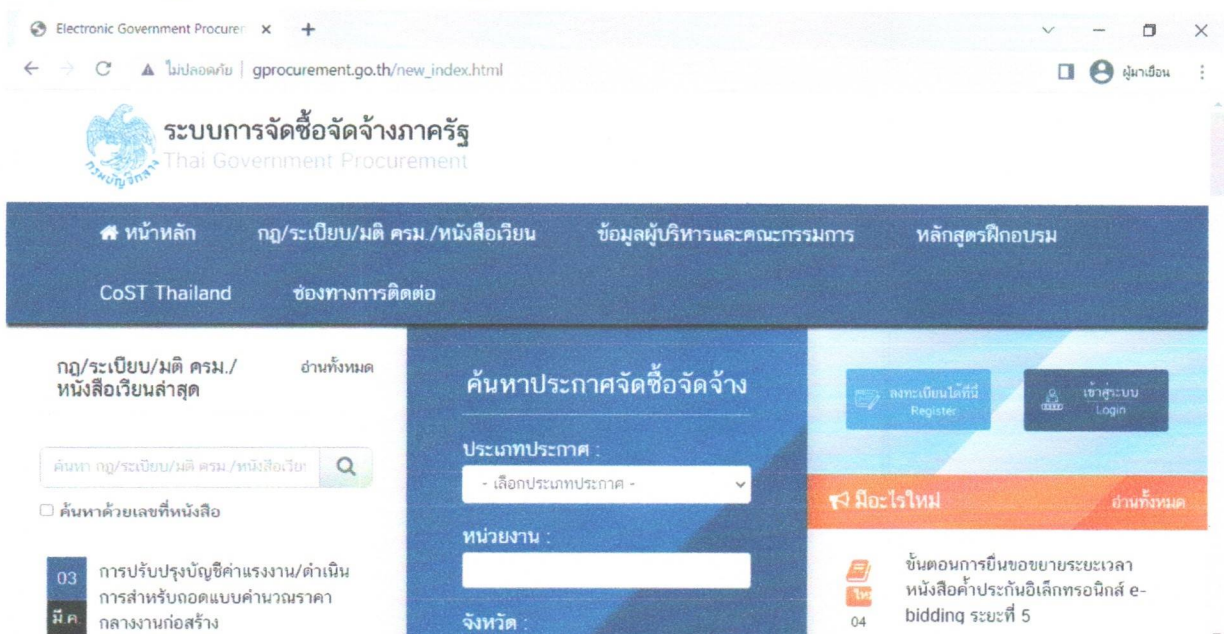 Electronic Government Procurer
ไม่ปลอดภัย | gprocurement.go.th/new_index.html
ผู้มาเยือน
ระบบการจัดซื้อจัดจ้างภาครัฐ
Thai Government Procurement
กรมบัญชีกลาง
หน้าหลัก กฎ/ระเบียบ/มติ ครม./หนังสือเวียน ข้อมูลผู้บริหารและคณะกรรมการ หลักสูตรฝึกอบรม
CoST Thailand ช่องทางการติดต่อ
กฎ/ระเบียบ/มติ ครม./ อ่านทั้งหมด
หนังสือเวียนล่าสุด
ค้นหา กฎ/ระเบียบ/มติ ครม./หนังสือเวีย
ค้นหาด้วยเลขที่หนังสือ
03 มี.ค.
การปรับปรุงบัญชีค่าแรงงาน/ดำเนิน
การสำหรับถอดแบบคำนวณราคา
กลางงานก่อสร้าง
ค้นหาประกาศจัดซื้อจัดจ้าง
ประเภทประกาศ :
- เลือกประเภทประกาศ -
หน่วยงาน :
จังหวัด :
ลงทะเบียนได้ที่นี่
Register
เข้าสู่ระบบ
Login
มีอะไรใหม่ อ่านทั้งหมด
ใหม่
04
ขั้นตอนการยื่นขอขยายระยะเวลา
หนังสือค้ำประกันอิเล็กทรอนิกส์ e-
bidding ระยะที่ 5